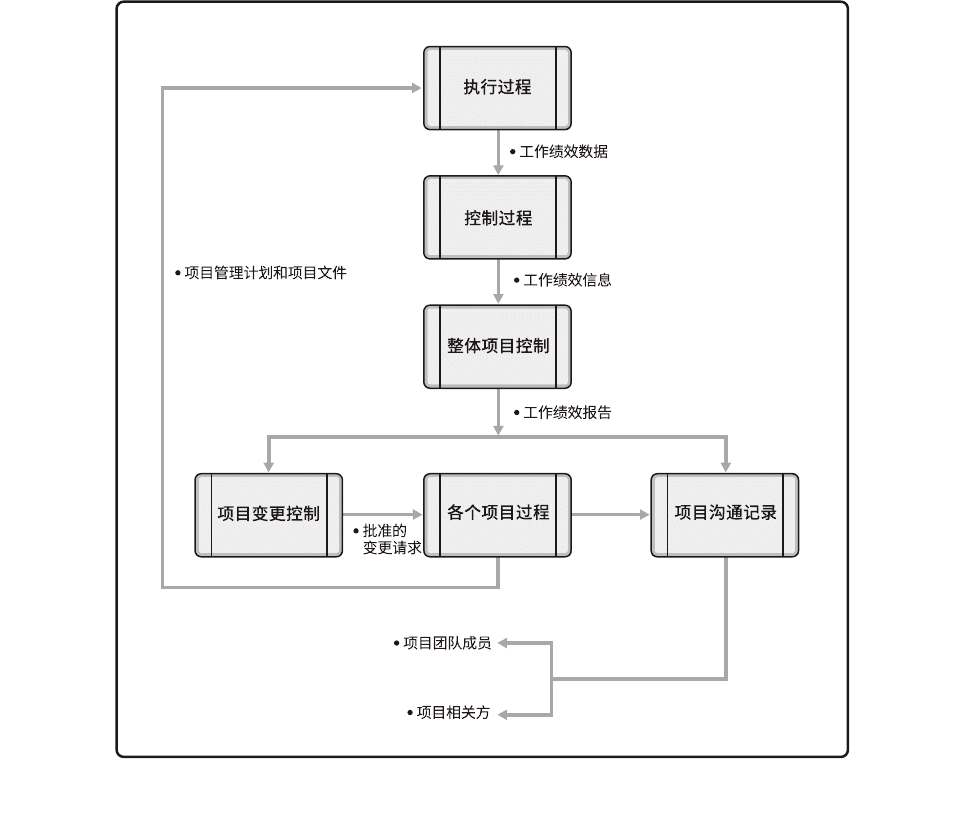 执行过程
• 工作绩效数据
控制过程
• 项目管理计划和项目文件
• 工作绩效信息
整体项目控制
• 工作绩效报告
项目变更控制
各个项目过程
项目沟通记录
• 批准的
变更请求
• 项目团队成员
• 项目相关方